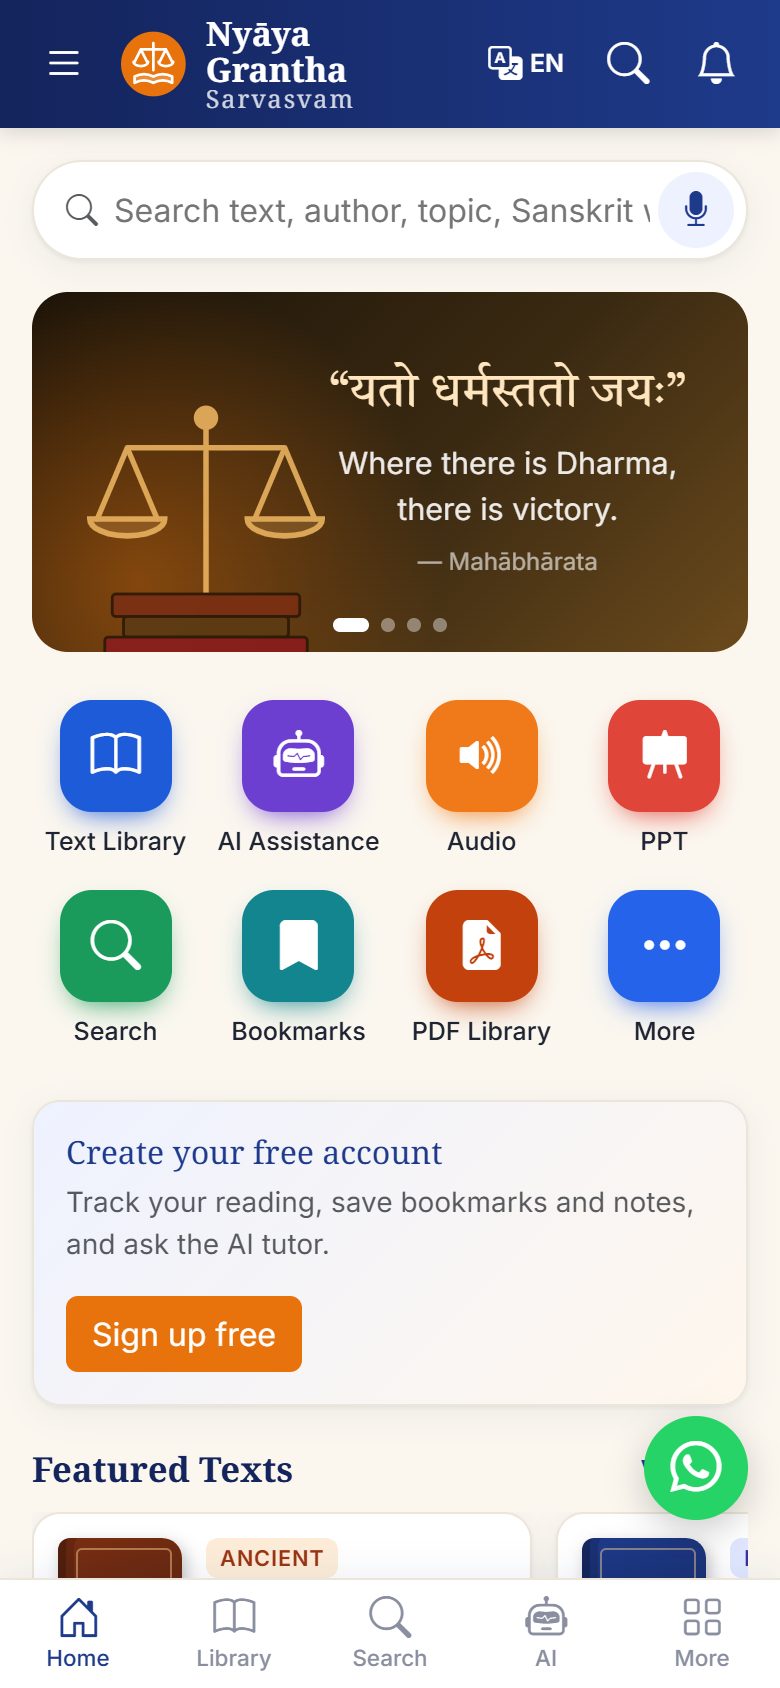 Nyāya
Grantha
Sarvasvam
EN
Search text, author, topic, Sanskrit
“यतो धर्मस्ततो जयः”
Where there is Dharma,
there is victory.
— Mahābhārata
Text Library
AI Assistance
Audio
PPT
Search
Bookmarks
PDF Library
More
Create your free account
Track your reading, save bookmarks and notes,
and ask the AI tutor.
Sign up free
Featured Texts
ANCIENT
Home
Library
Search
AI
More